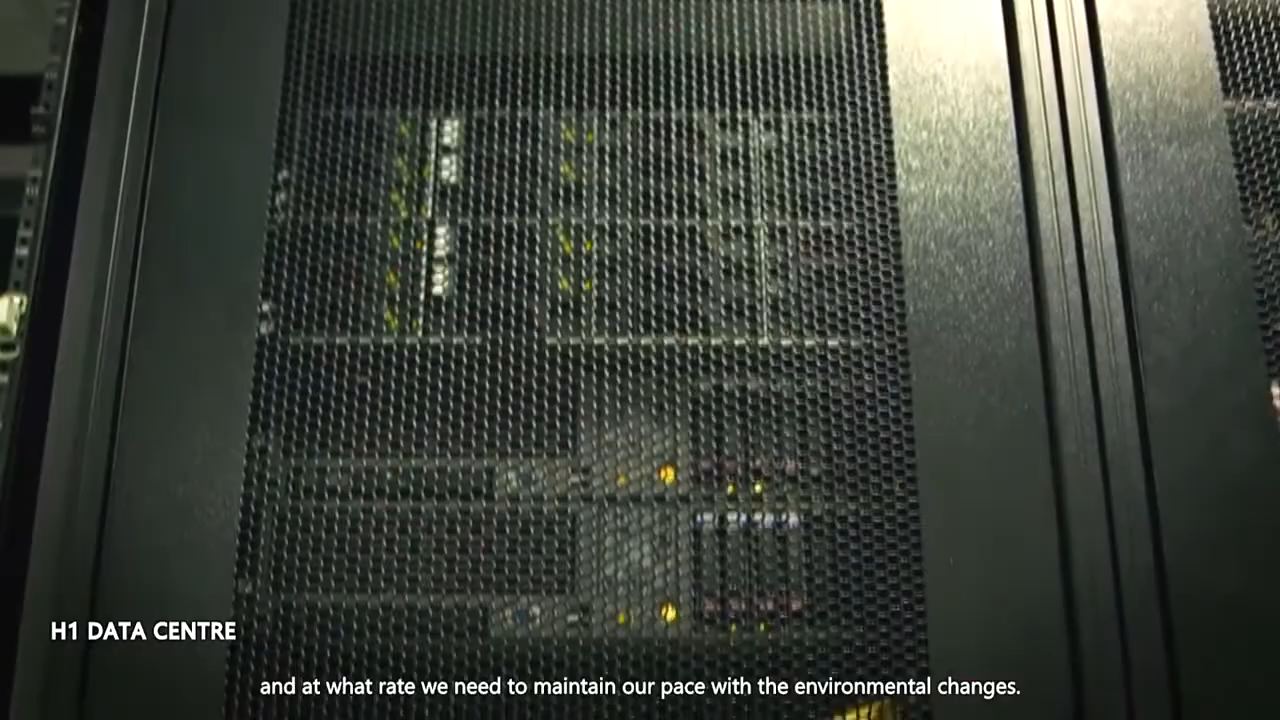 H1 DATA CENTRE
and at what rate we need to maintain our pace with the environmental changes.